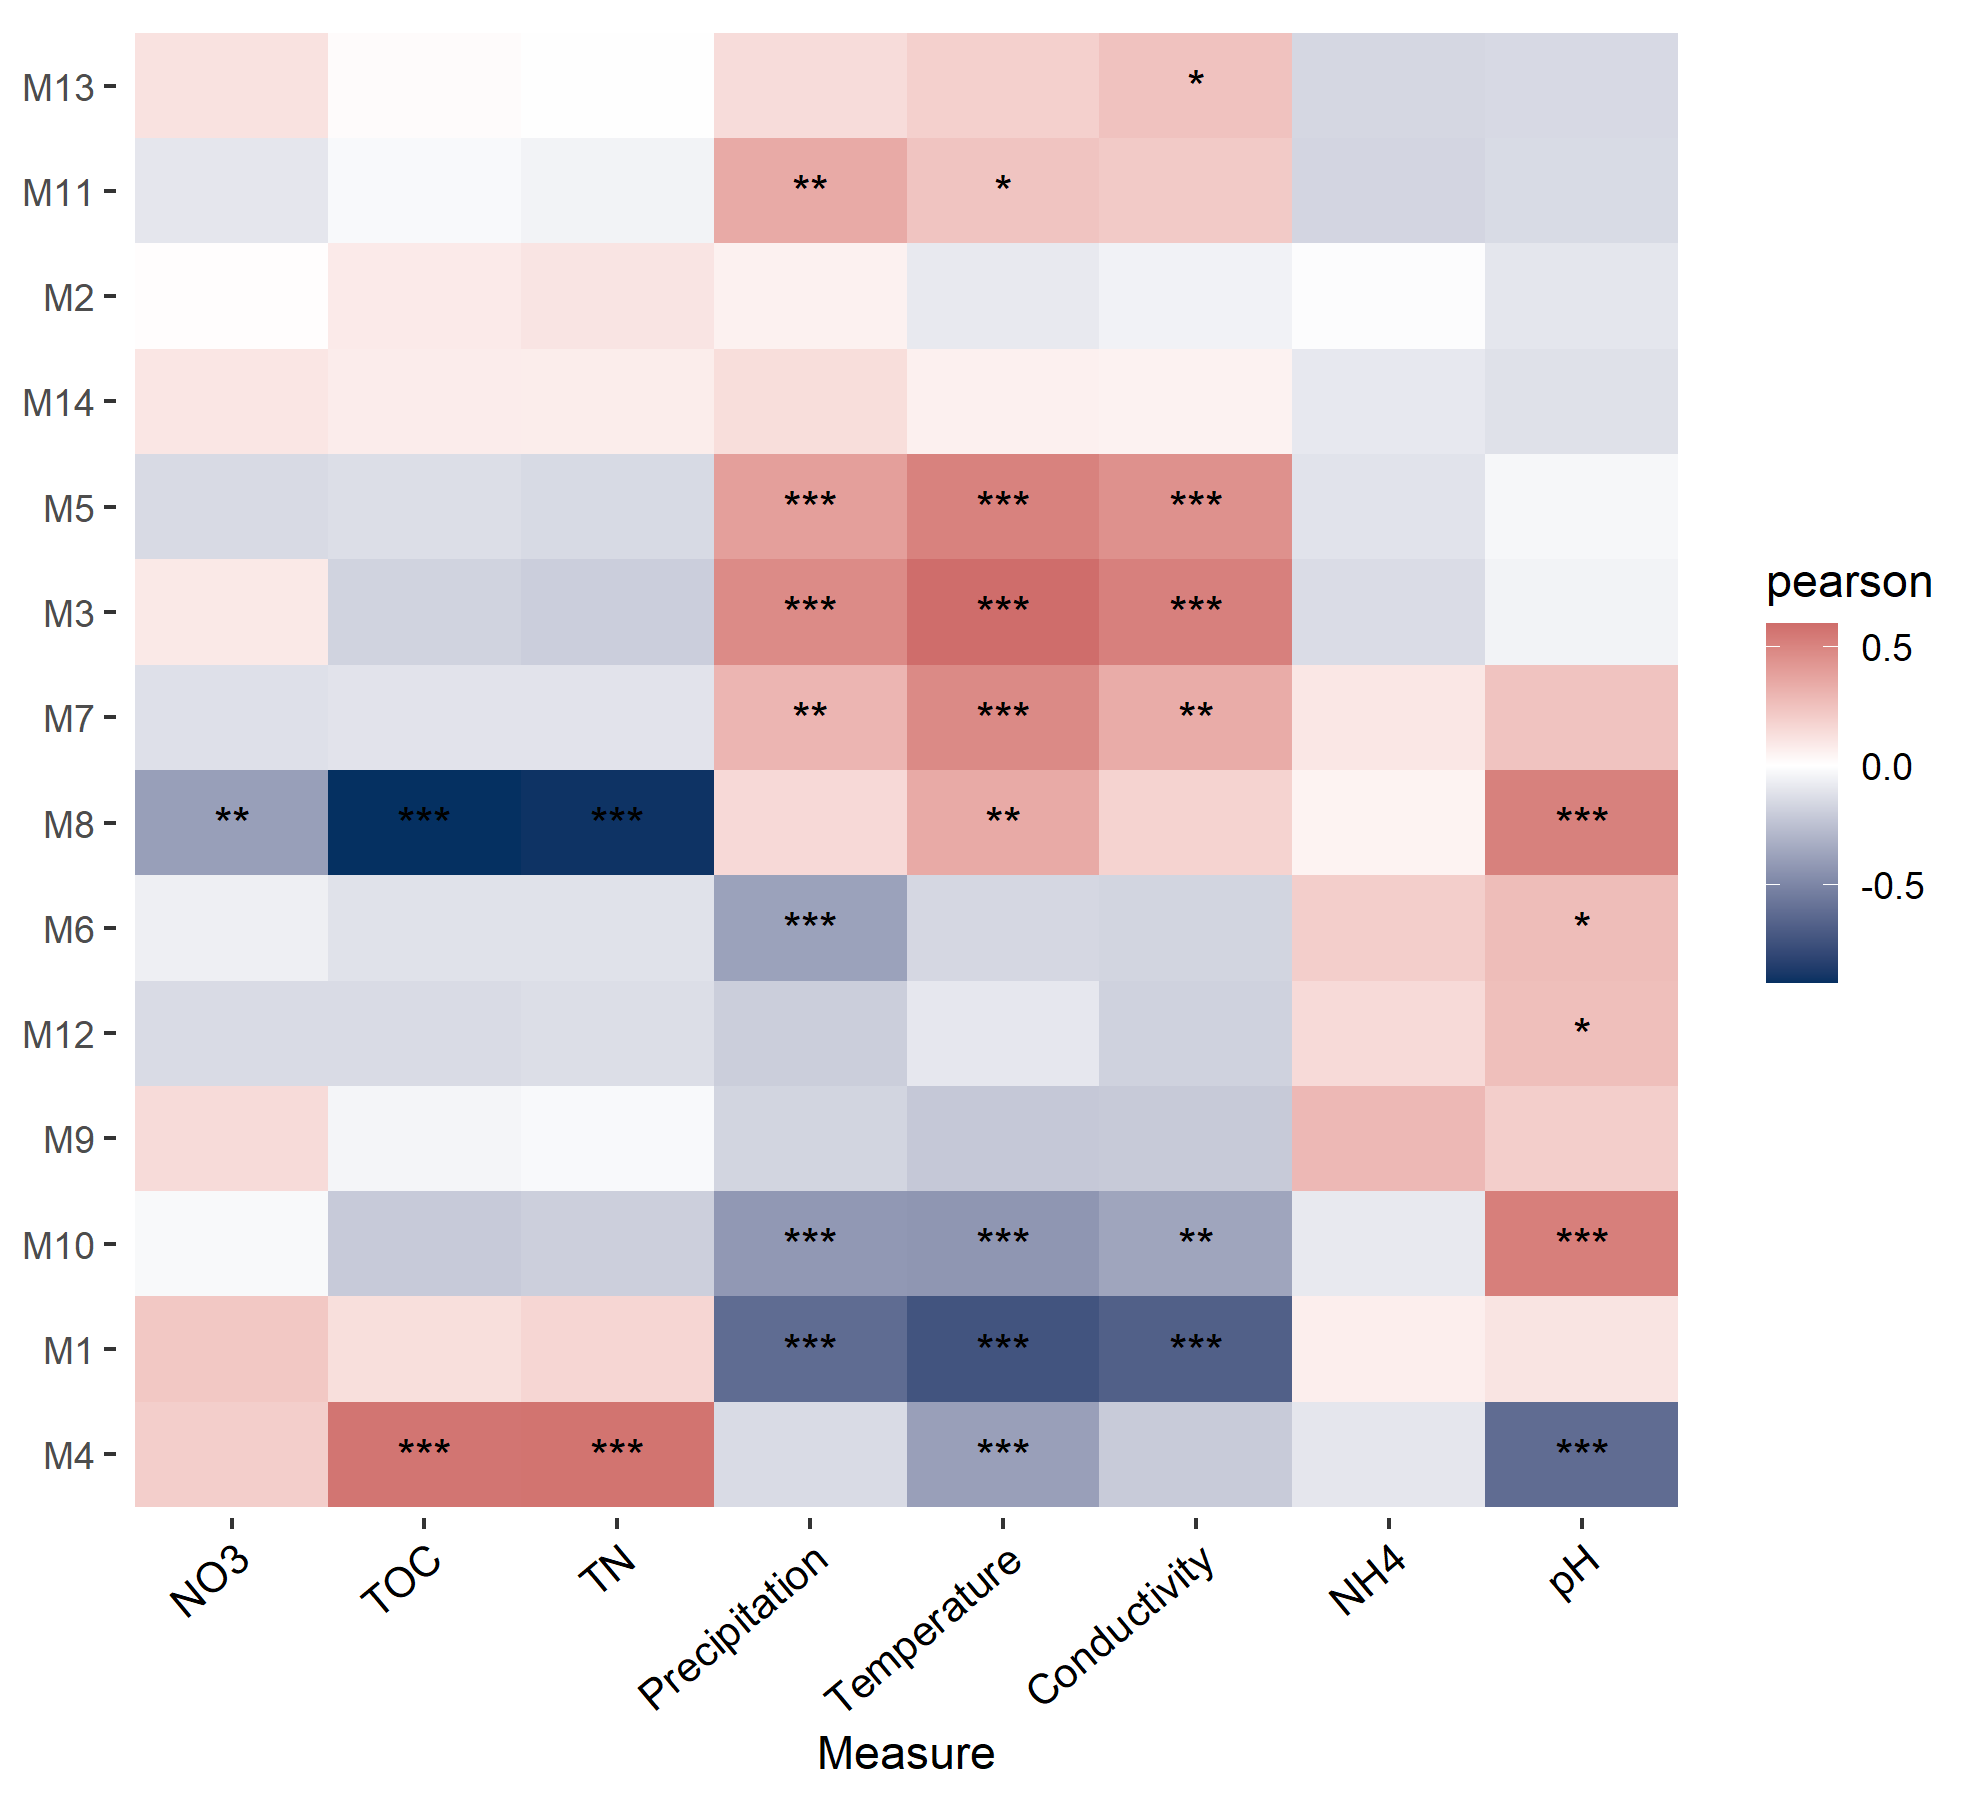 M13 *
M11 ** *
M2
M14
M5 *** *** ***
M3 *** *** ***
M7 ** *** **
M8 ** *** *** ** ***
M6 *** *
M12 *
M9
M10 *** *** ** ***
M1 *** *** ***
M4 *** *** *** ***
NO3 TOC TN Precipitation Temperature Conductivity NH4 pH
Measure
pearson
0.5
0.0
-0.5